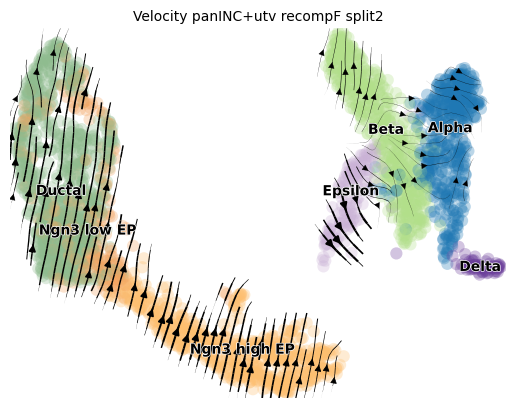 Velocity panINC+utv recompF split2
Beta
Alpha
Ductal
Epsilon
Ngn3 low EP
Delta
Ngn3 high EP